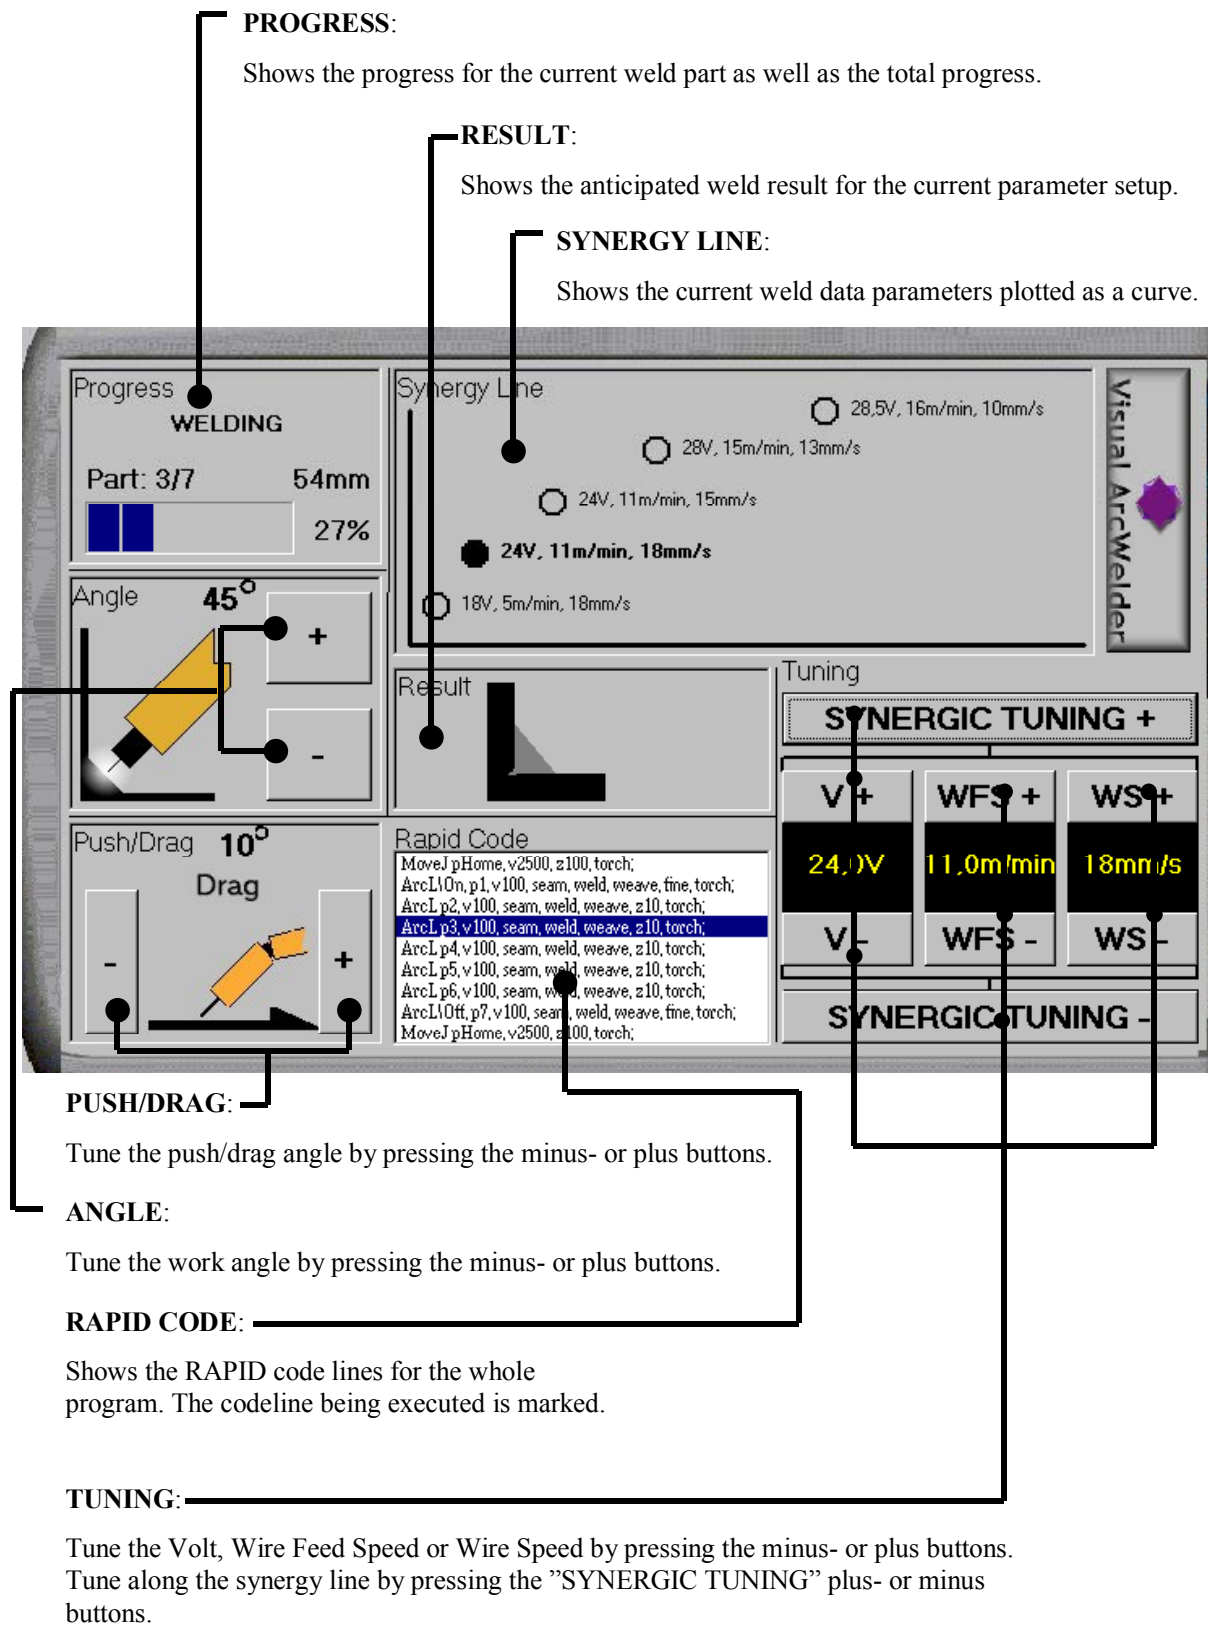 PROGRESS:
Shows the progress for the current weld part as well as the total progress.
RESULT:
Shows the anticipated weld result for the current parameter setup.
SYNERGY LINE:
Shows the current weld data parameters plotted as a curve.
Progress
WELDING
Part: 3/7 54mm
27%
Synergy Line
28,5V, 16m/min, 10mm/s
28V, 15m/min, 13mm/s
24V, 11m/min, 15mm/s
24V, 11m/min, 18mm/s
18V, 5m/min, 18mm/s
Visual ArcWelder
Angle 45°
+
-
Result
Tuning
SYNERGIC TUNING +
V + WFS + WS +
24,0V 11,0m/min 18mm/s
V - WFS - WS -
SYNERGIC TUNING -
Push/Drag 10°
Drag
- +
Rapid Code
MoveJ pHome, v2500, z100, torch;
ArcL\On, p1, v100, seam, weld, weave, fine, torch;
ArcL p2, v100, seam, weld, weave, z10, torch;
ArcL p3, v100, seam, weld, weave, z10, torch;
ArcL p4, v100, seam, weld, weave, z10, torch;
ArcL p5, v100, seam, weld, weave, z10, torch;
ArcL p6, v100, seam, weld, weave, z10, torch;
ArcL\Off, p7, v100, seam, weld, weave, fine, torch;
MoveJ pHome, v2500, z100, torch;
PUSH/DRAG:
Tune the push/drag angle by pressing the minus- or plus buttons.
ANGLE:
Tune the work angle by pressing the minus- or plus buttons.
RAPID CODE:
Shows the RAPID code lines for the whole
program. The codeline being executed is marked.
TUNING:
Tune the Volt, Wire Feed Speed or Wire Speed by pressing the minus- or plus buttons.
Tune along the synergy line by pressing the ”SYNERGIC TUNING” plus- or minus
buttons.